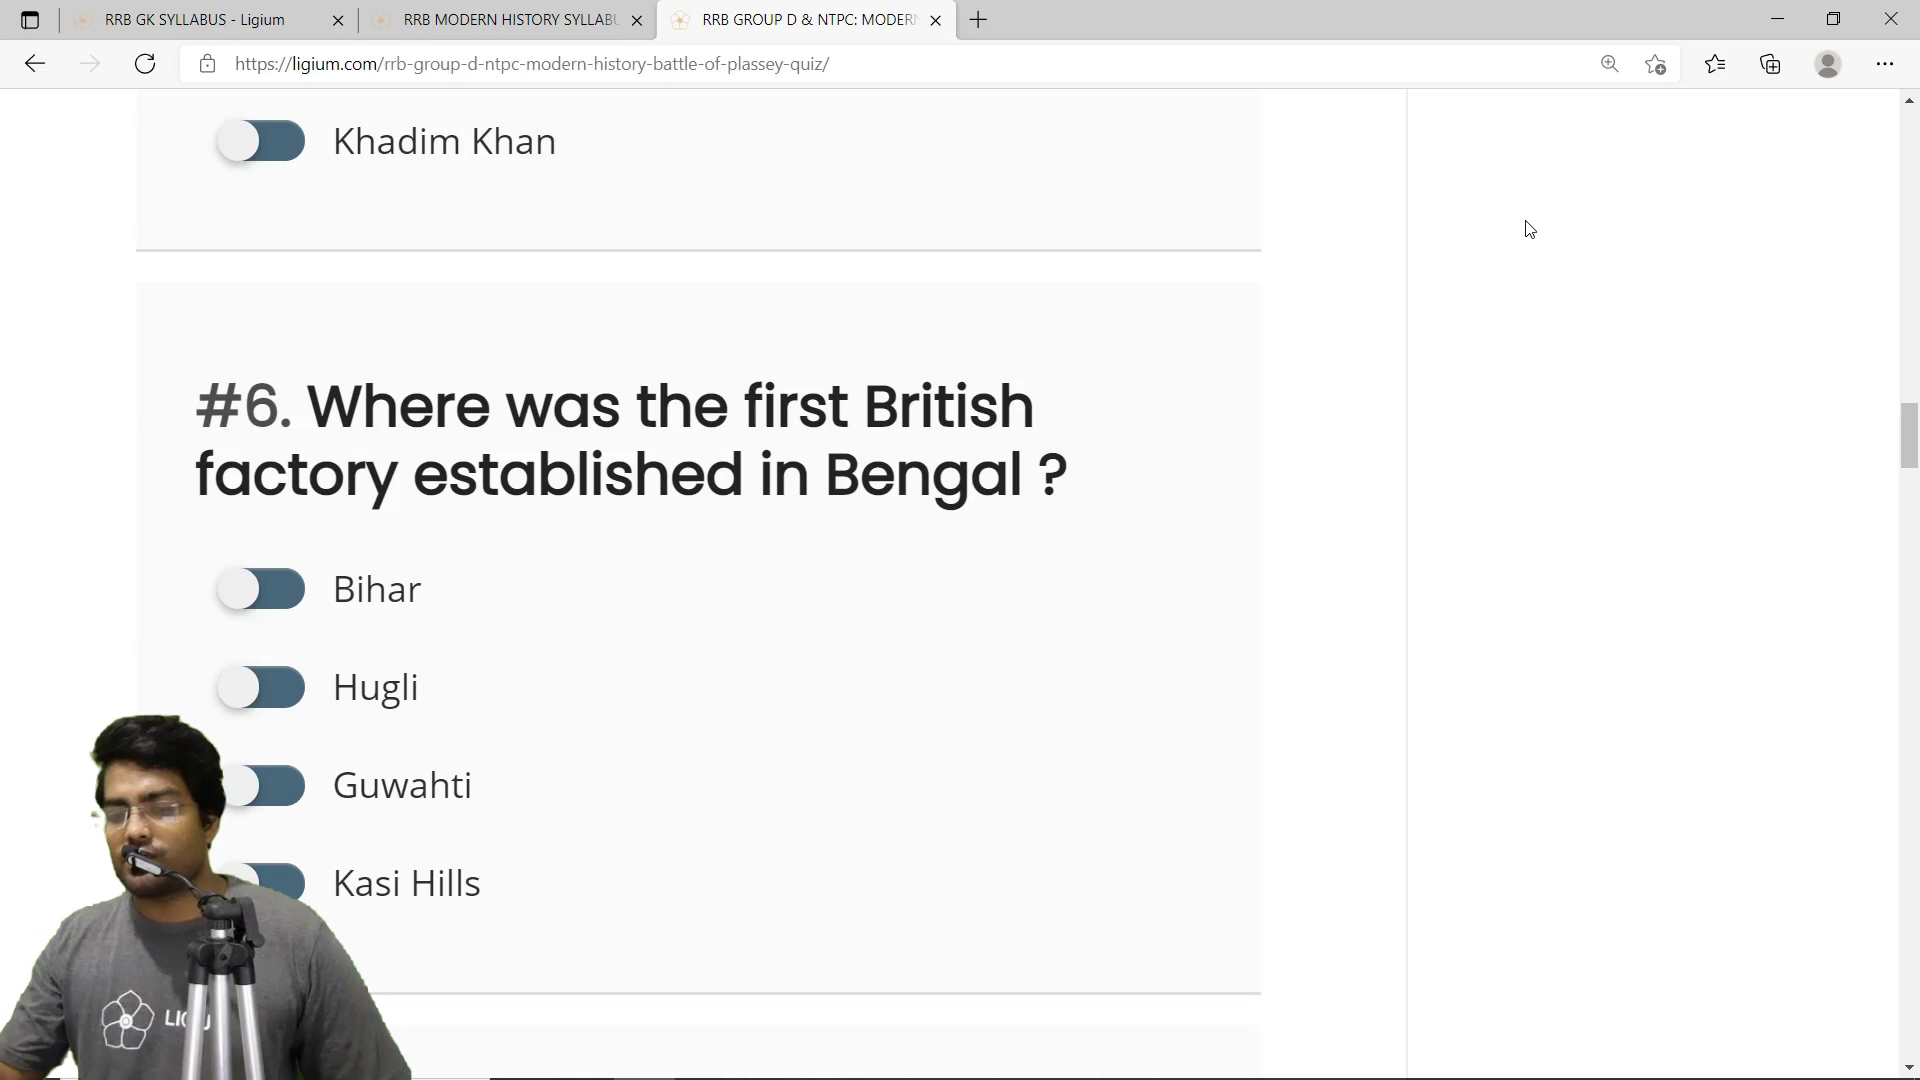 RRB GK SYLLABUS - Ligium
RRB MODERN HISTORY SYLLABU
RRB GROUP D & NTPC: MODERN
https://ligium.com/rrb-group-d-ntpc-modern-history-battle-of-plassey-quiz/
Khadim Khan
#6. Where was the first British
factory established in Bengal ?
Bihar
Hugli
Guwahti
Kasi Hills